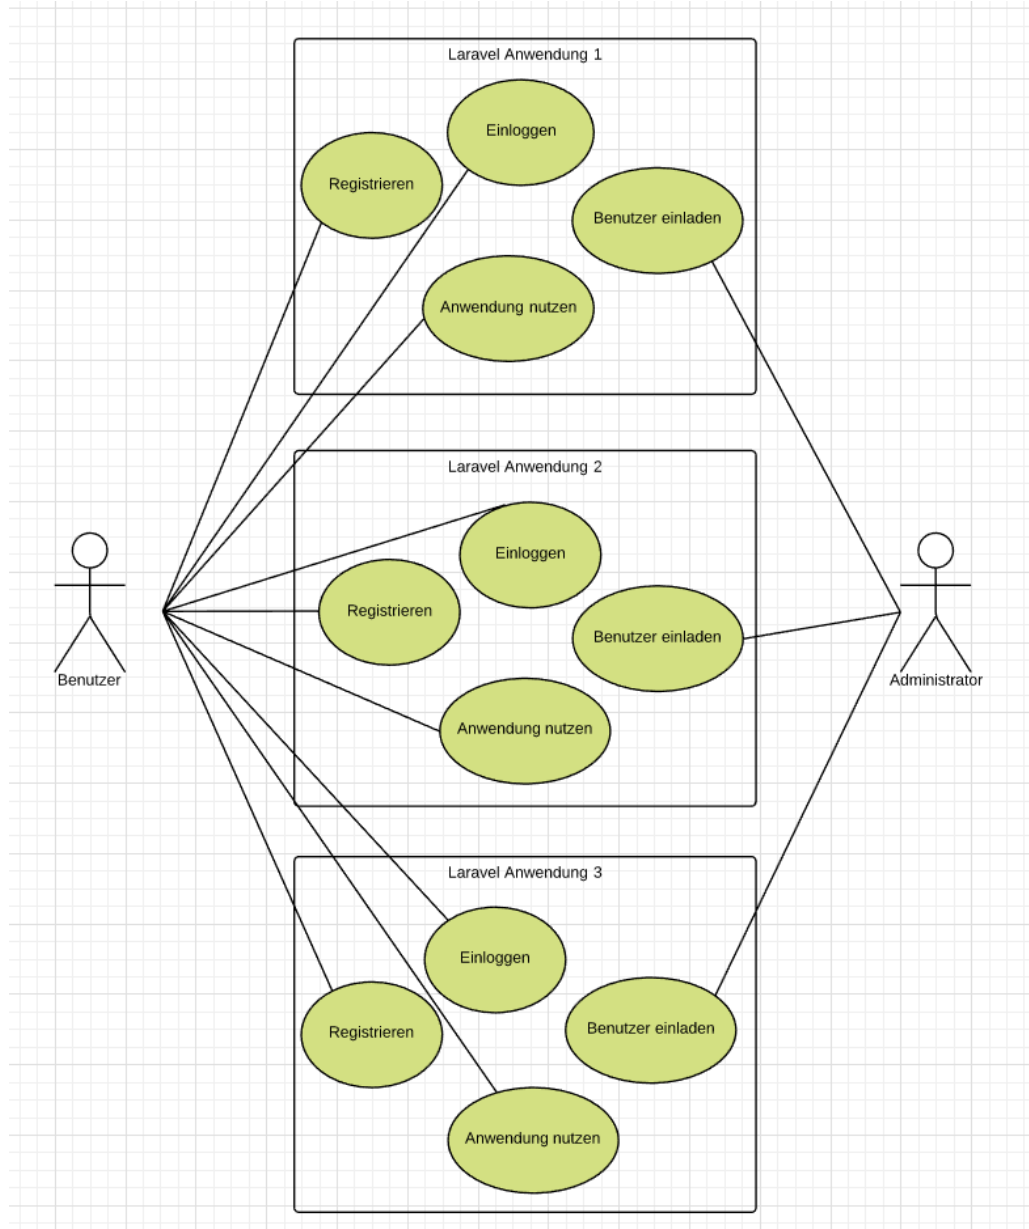 Laravel Anwendung 1
Einloggen
Registrieren
Benutzer einladen
Anwendung nutzen
Laravel Anwendung 2
Einloggen
Registrieren
Benutzer einladen
Anwendung nutzen
Benutzer
Administrator
Laravel Anwendung 3
Einloggen
Registrieren
Benutzer einladen
Anwendung nutzen